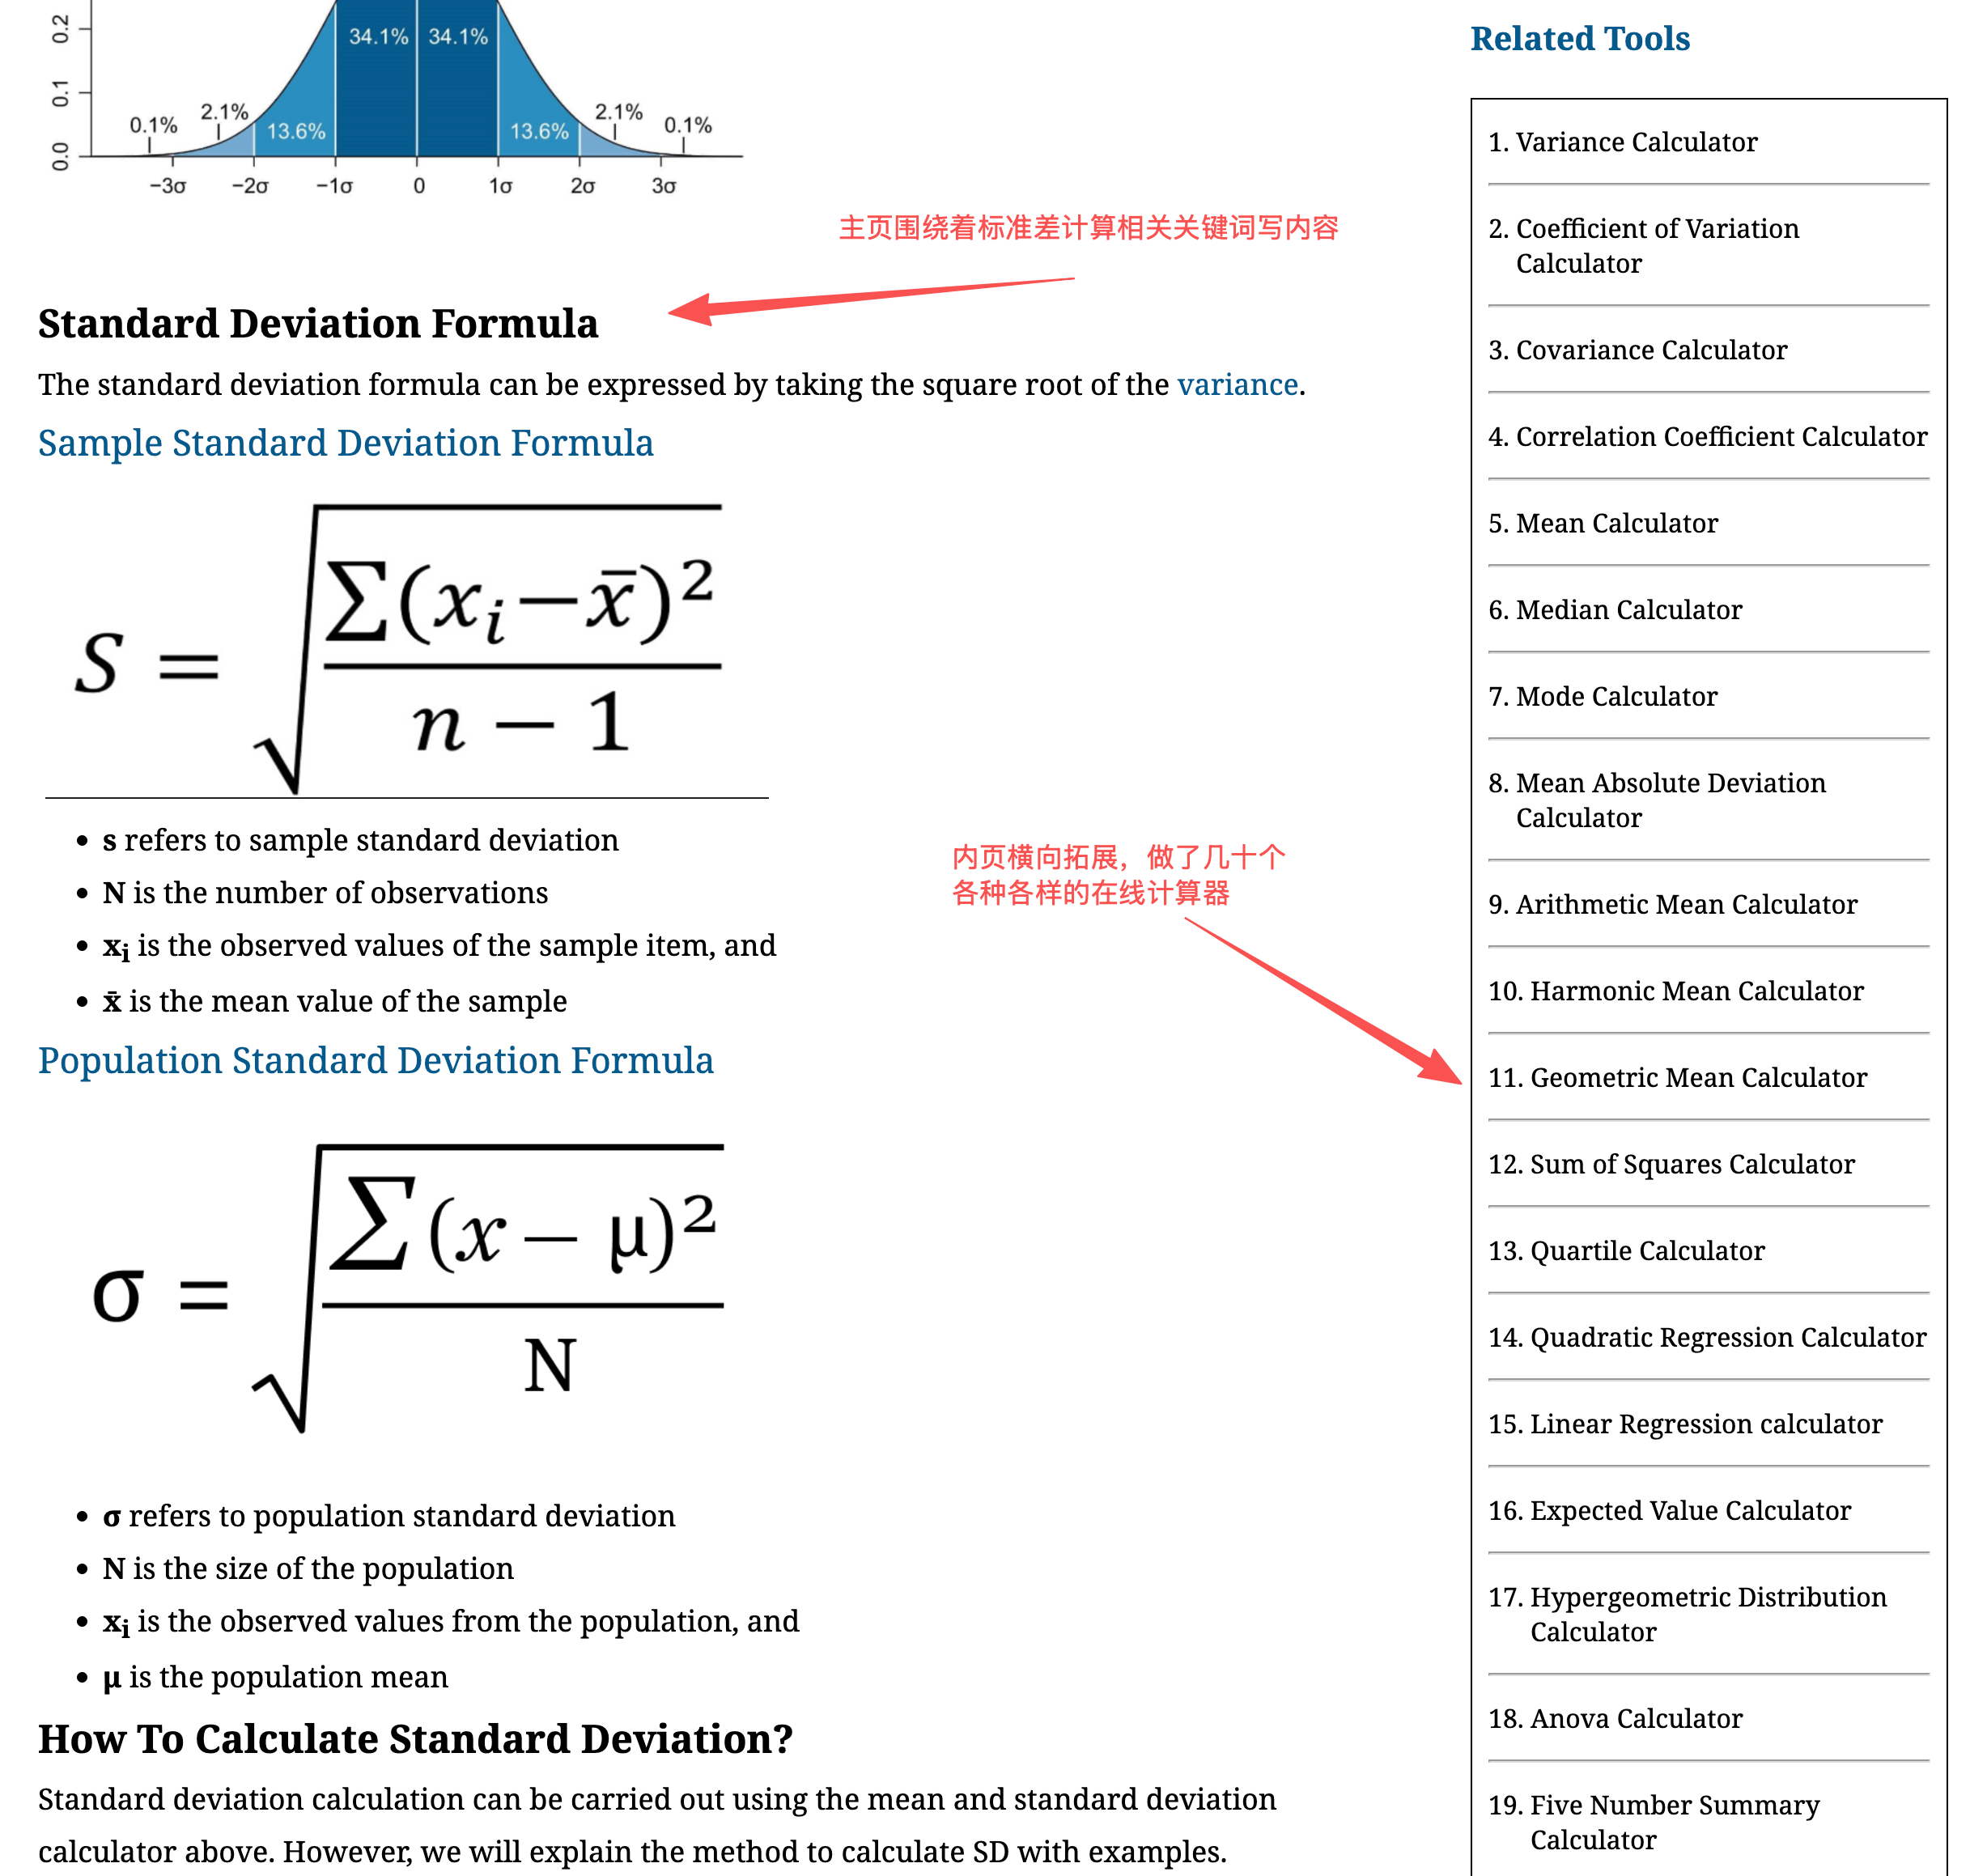 0.2
0.1
0.0
34.1% 34.1%
0.1% 2.1% 13.6% 13.6% 2.1% 0.1%
−3σ −2σ −1σ 0 1σ 2σ 3σ
主页围绕着标准差计算相关关键词写内容
Standard Deviation Formula
The standard deviation formula can be expressed by taking the square root of the variance.
Sample Standard Deviation Formula
S = √(Σ(xᵢ−x̄)² / (n − 1))
• s refers to sample standard deviation
• N is the number of observations
• xᵢ is the observed values of the sample item, and
• x̄ is the mean value of the sample
内页横向拓展，做了几十个
各种各样的在线计算器
Population Standard Deviation Formula
σ = √(Σ(x − μ)² / N)
• σ refers to population standard deviation
• N is the size of the population
• xᵢ is the observed values from the population, and
• μ is the population mean
How To Calculate Standard Deviation?
Standard deviation calculation can be carried out using the mean and standard deviation
calculator above. However, we will explain the method to calculate SD with examples.
Related Tools
1. Variance Calculator
2. Coefficient of Variation
Calculator
3. Covariance Calculator
4. Correlation Coefficient Calculator
5. Mean Calculator
6. Median Calculator
7. Mode Calculator
8. Mean Absolute Deviation
Calculator
9. Arithmetic Mean Calculator
10. Harmonic Mean Calculator
11. Geometric Mean Calculator
12. Sum of Squares Calculator
13. Quartile Calculator
14. Quadratic Regression Calculator
15. Linear Regression calculator
16. Expected Value Calculator
17. Hypergeometric Distribution
Calculator
18. Anova Calculator
19. Five Number Summary
Calculator